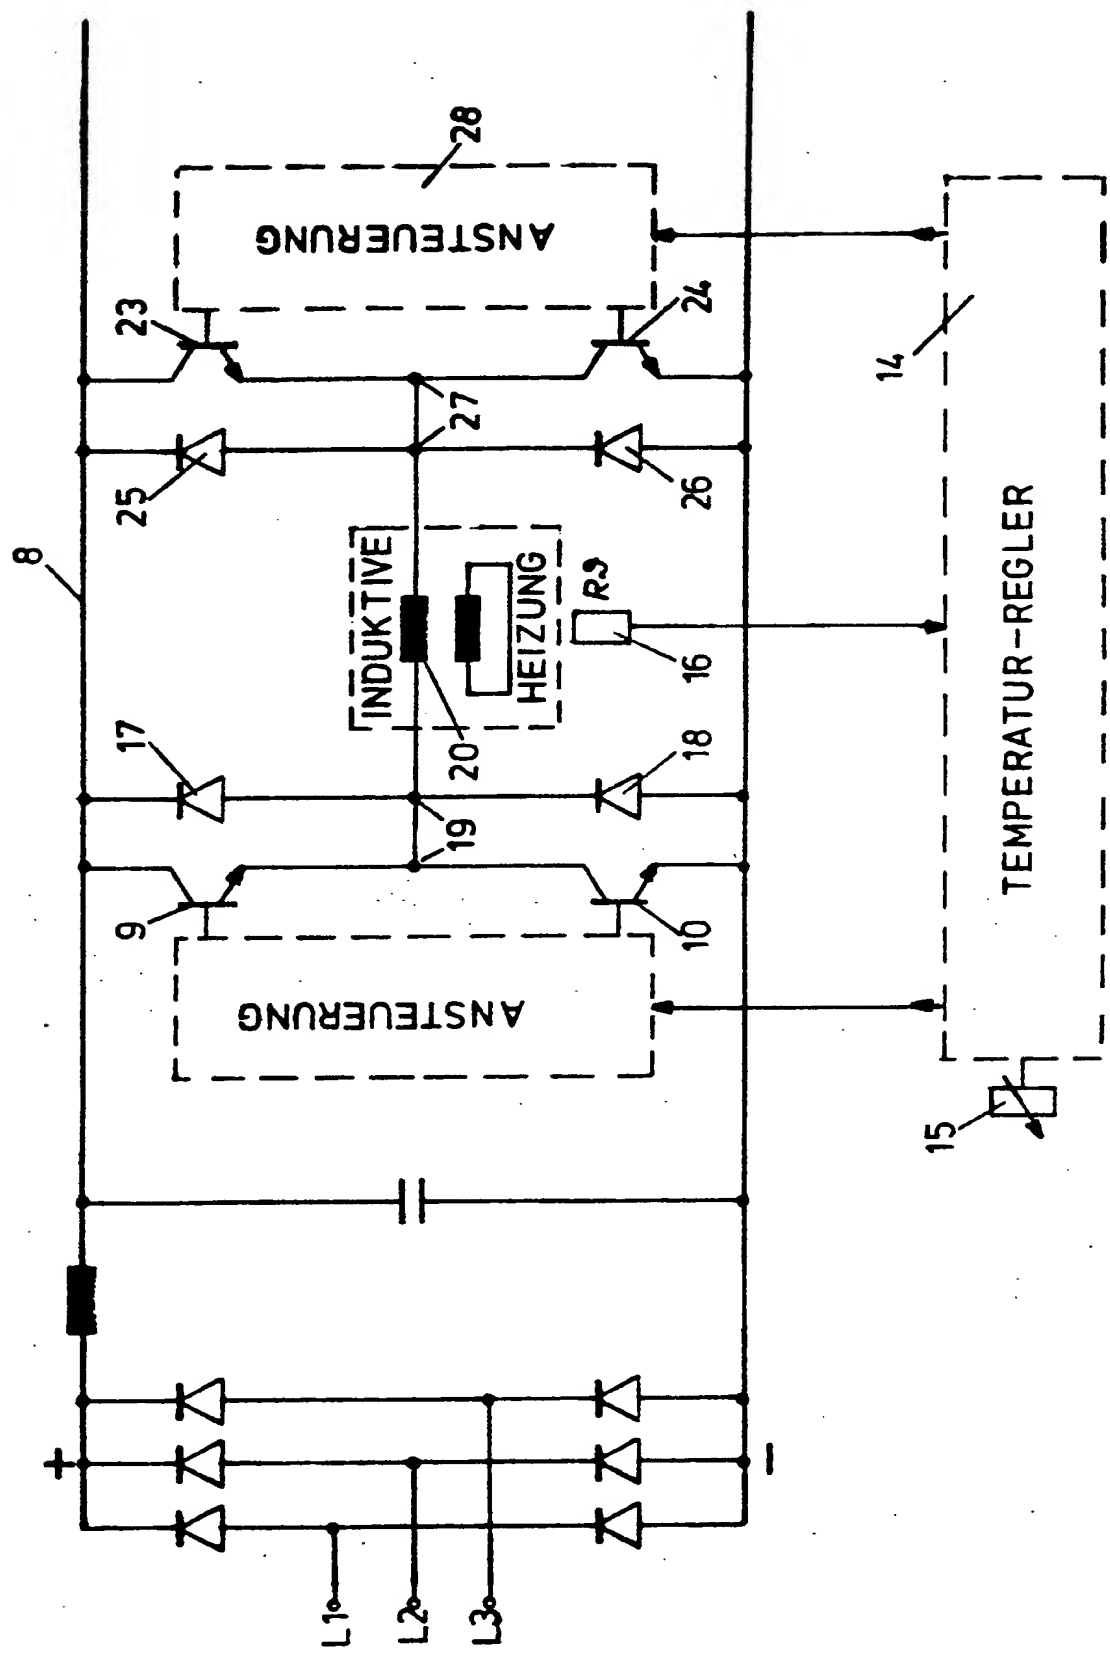 8
+
−
L1
L2
L3
9
10
17
18
19
20
INDUKTIVE
HEIZUNG
Rϑ
16
25
26
27
23
24
28
ANSTEUERUNG
ANSTEUERUNG
14
15
TEMPERATUR-REGLER